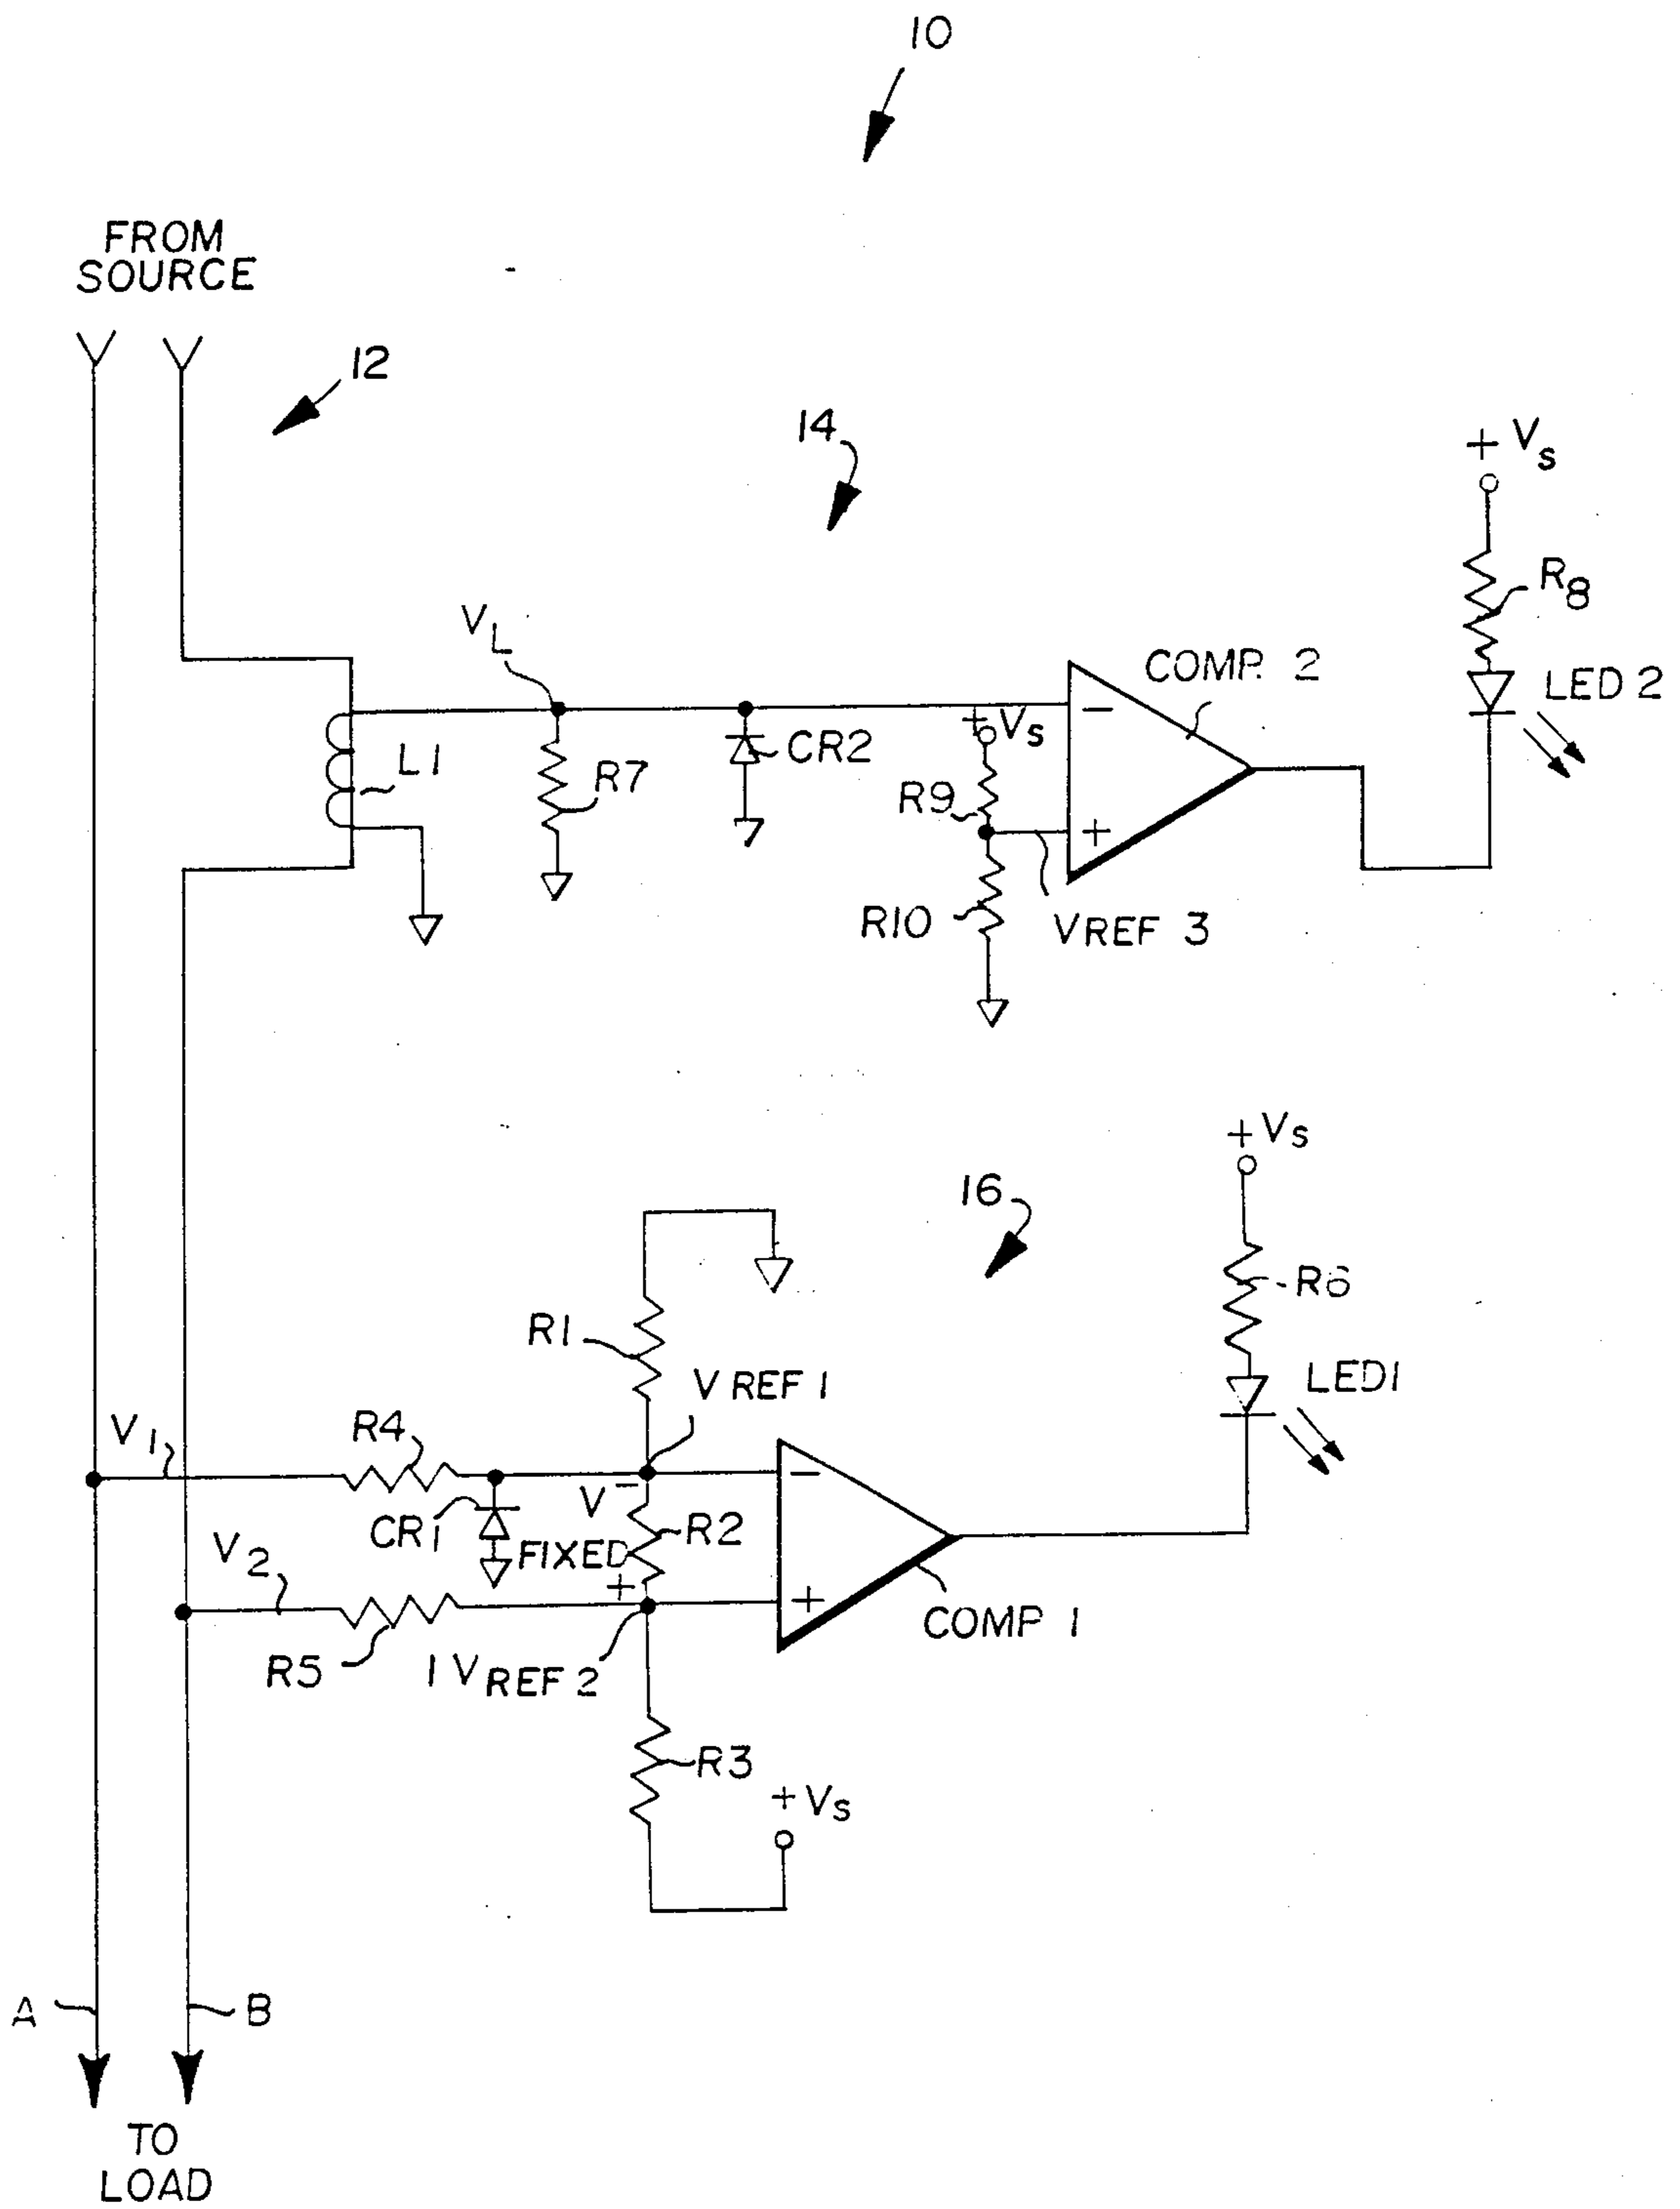 10
FROM
SOURCE
12
14
+ Vs
R8
VL
COMP. 2
LED 2
L1
R7
CR2
+Vs
R9
−
+
R10
VREF 3
+Vs
16
R6
R1
VREF 1
LED1
V1
R4
−
V −
CR1
R2
V2
FIXED
+
+
COMP 1
R5
1 VREF 2
R3
+Vs
A
B
TO
LOAD